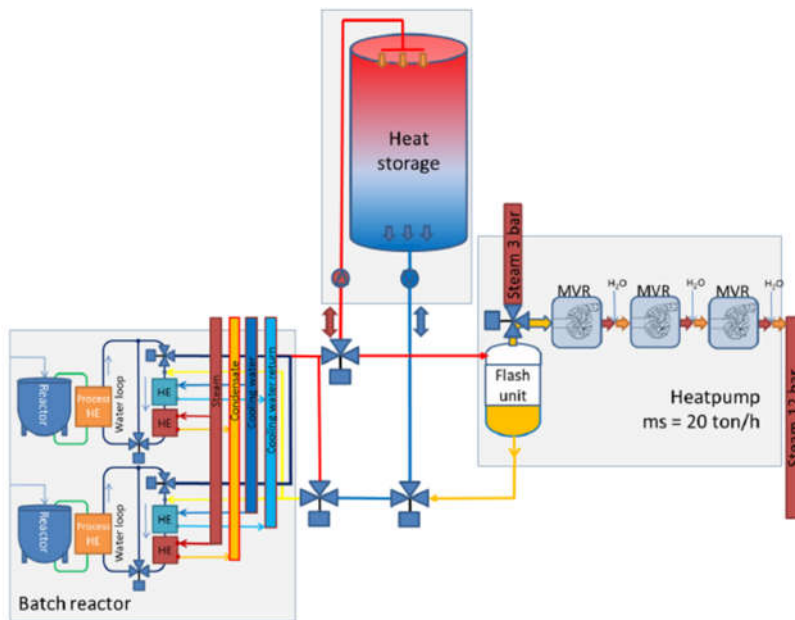 Heat
storage
Steam 3 bar
MVR
H₂O
MVR
H₂O
MVR
H₂O
Flash
unit
Heatpump
ms = 20 ton/h
Steam 12 bar
Reactor
Process
HE
Water loop
HE
HE
Steam
Condensate
Cooling water
Cooling water return
Reactor
Process
HE
Water loop
HE
HE
Batch reactor